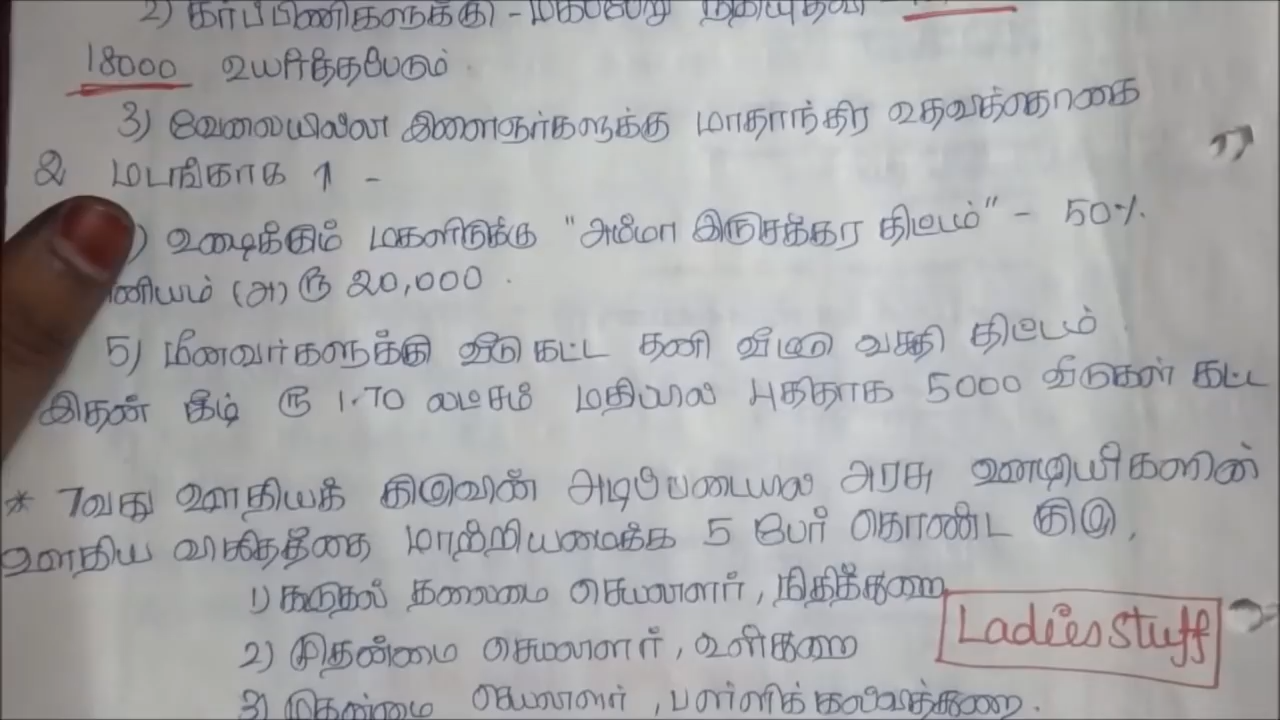 2) கர்ப்பிணிகளுக்கு - மகப்பேறு நிதியுதவி
18000 உயர்த்தப்படும்.
3) வேலையில்லா இளைஞர்களுக்கு மாதாந்திர உதவித்தொகை
2 மடங்காக ↑ -
) உழைக்கும் மகளிருக்கு "அம்மா இருசக்கர திட்டம்" - 50%
னியம் (அ) ரூ 20,000.
5) மீனவர்களுக்கு வீடு கட்ட தனி வீட்டு வசதி திட்டம்
இதன் கீழ் ரூ 1.70 லட்சம் மதிப்பில் புதிதாக 5000 வீடுகள் கட்ட
* 7வது ஊதியக் குழுவின் அடிப்படையில் அரசு ஊழியர்களின்
ஊதிய விகிதத்தை மாற்றியமைக்க 5 பேர் கொண்ட குழு.
1) கூடுதல் தலைமை செயலாளர், நிதித்துறை
2) முதன்மை செயலாளர், உள்துறை
3) முதன்மை செயலாளர், பள்ளிக்கல்வித்துறை.
Ladies stuff